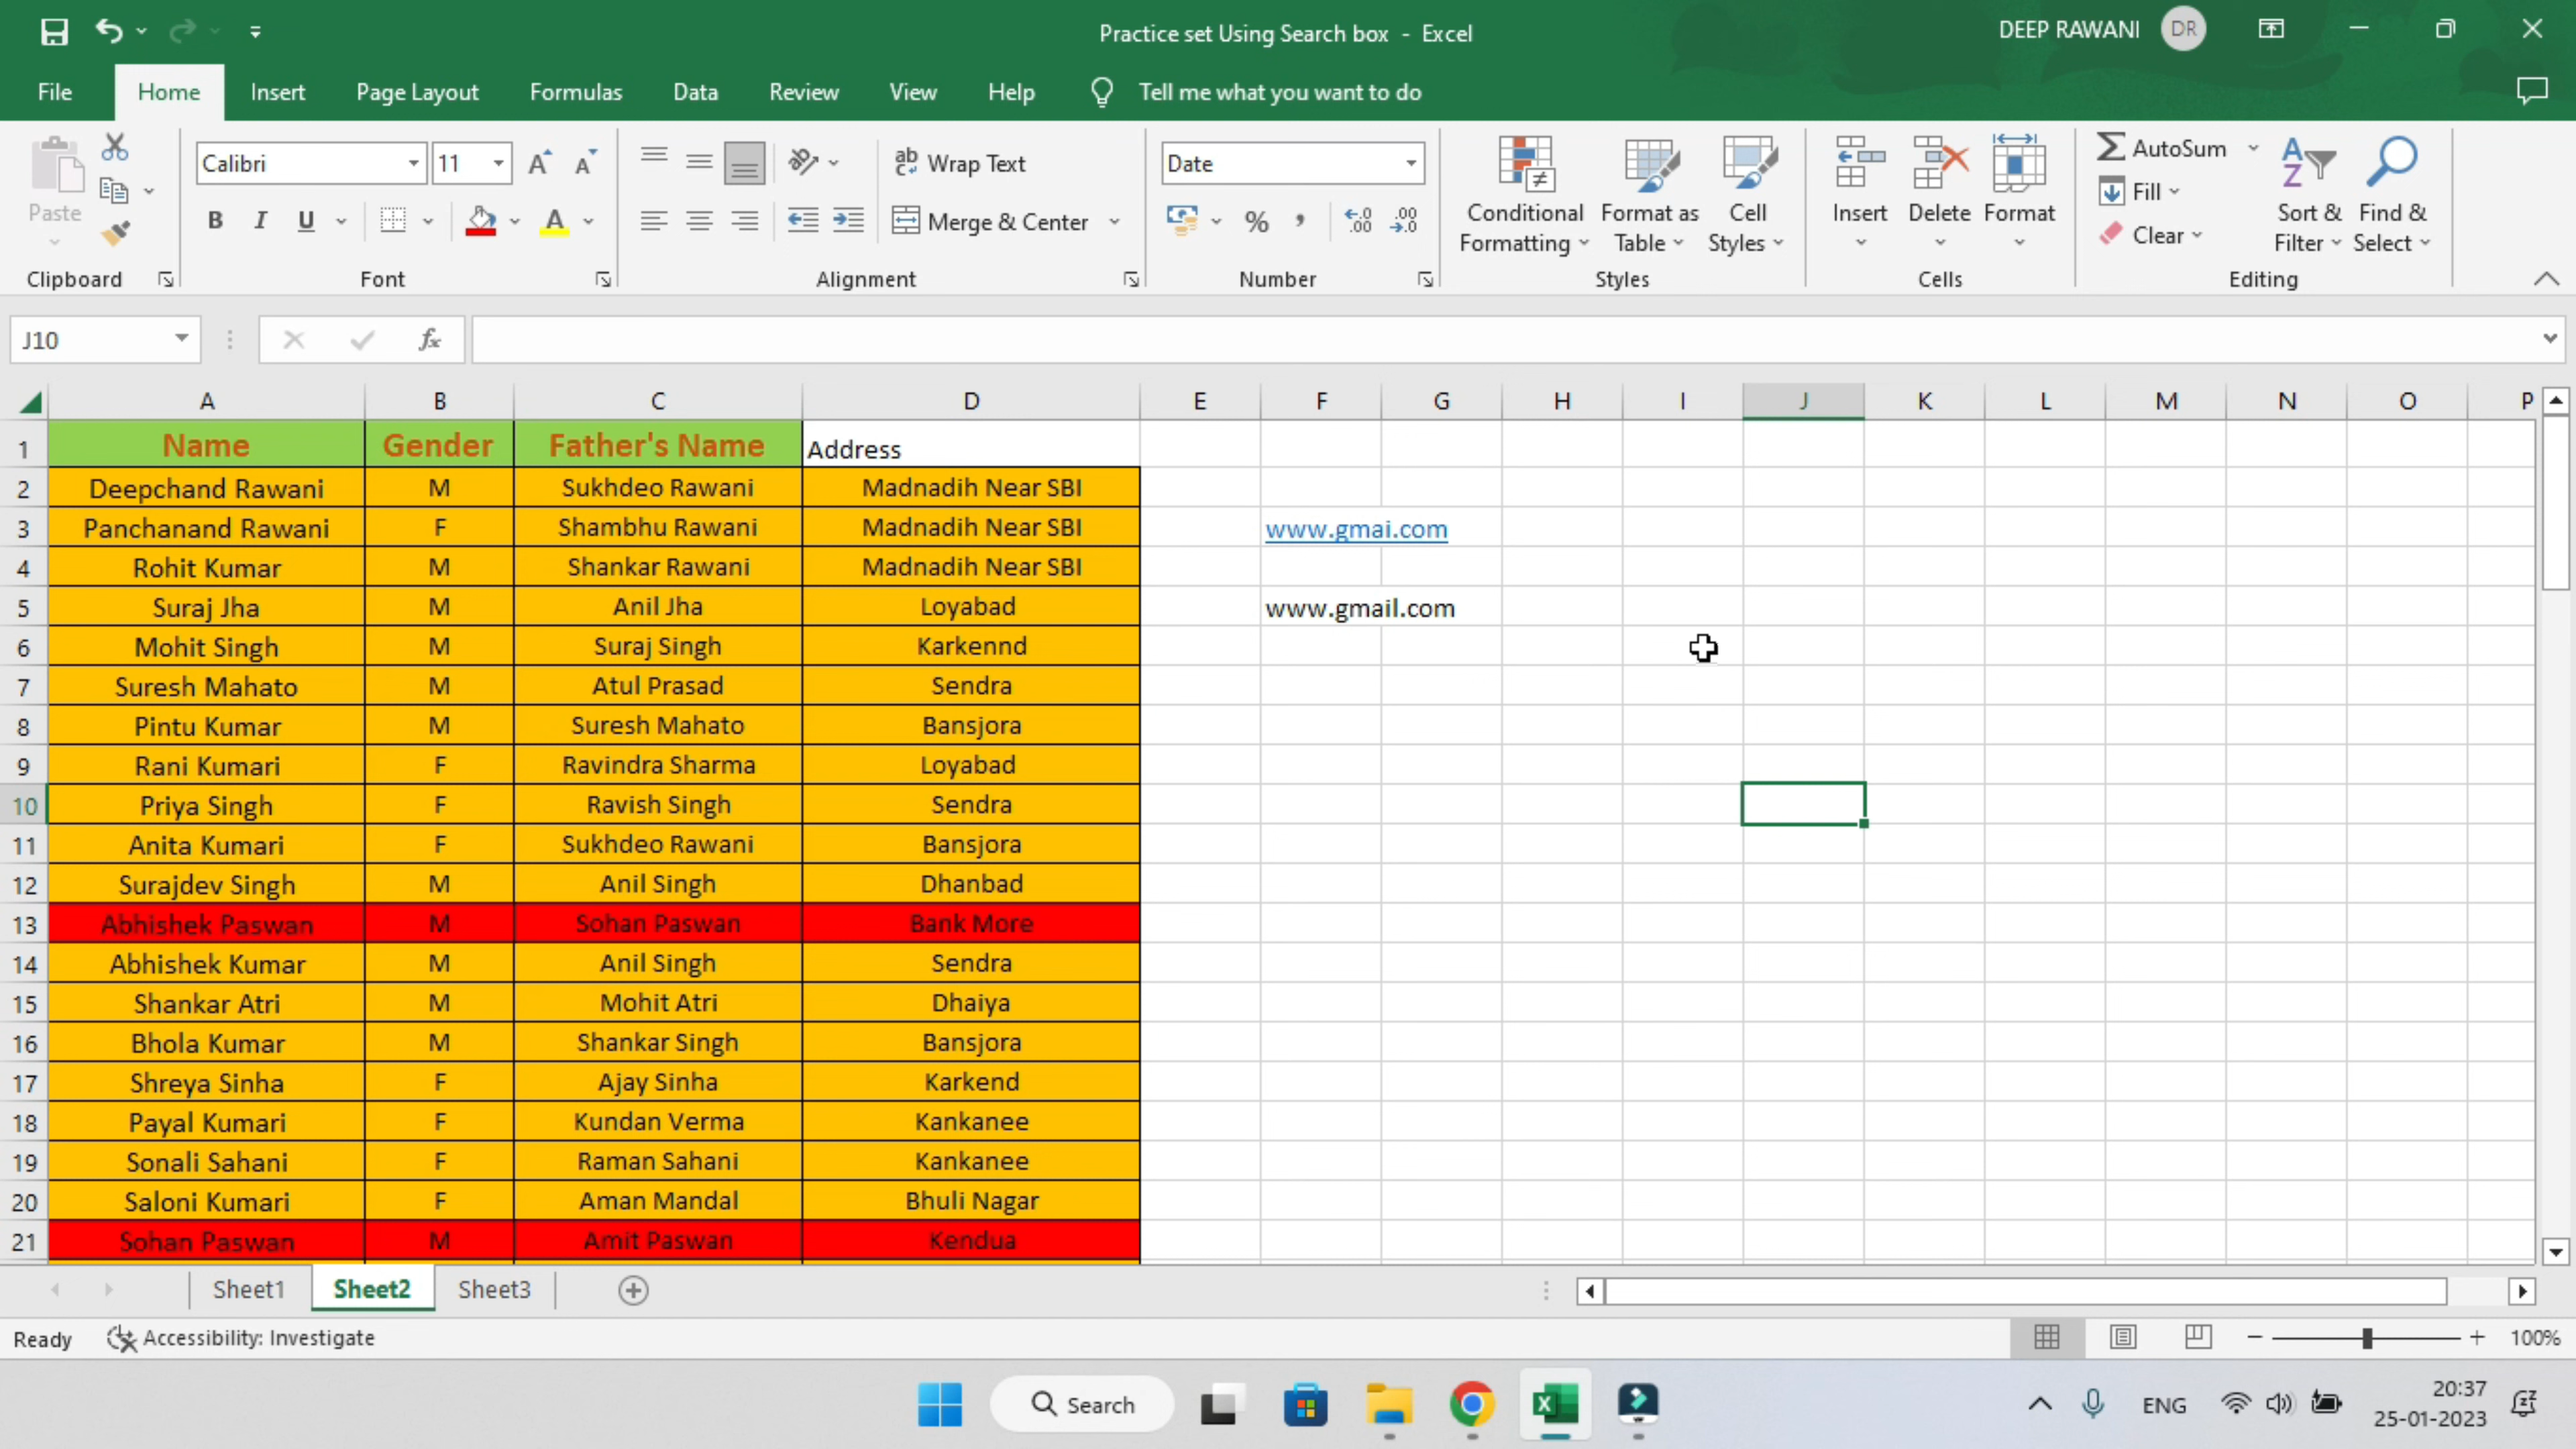 Practice set Using Search box - Excel
DEEP RAWANI DR
File Home Insert Page Layout Formulas Data Review View Help Tell me what you want to do
Paste
Clipboard
Calibri 11
B I U A
Font
ab Wrap Text
Merge & Center
Alignment
Date
% ,
Number
Conditional Formatting
Format as Table
Cell Styles
Styles
Insert Delete Format
Cells
AutoSum
Fill
Clear
Sort & Filter
Find & Select
Editing
J10 fx
A B C D E F G H I J K L M N O P
1 Name Gender Father's Name Address
2 Deepchand Rawani M Sukhdeo Rawani Madnadih Near SBI
3 Panchanand Rawani F Shambhu Rawani Madnadih Near SBI www.gmai.com
4 Rohit Kumar M Shankar Rawani Madnadih Near SBI
5 Suraj Jha M Anil Jha Loyabad www.gmail.com
6 Mohit Singh M Suraj Singh Karkennd
7 Suresh Mahato M Atul Prasad Sendra
8 Pintu Kumar M Suresh Mahato Bansjora
9 Rani Kumari F Ravindra Sharma Loyabad
10 Priya Singh F Ravish Singh Sendra
11 Anita Kumari F Sukhdeo Rawani Bansjora
12 Surajdev Singh M Anil Singh Dhanbad
13 Abhishek Paswan M Sohan Paswan Bank More
14 Abhishek Kumar M Anil Singh Sendra
15 Shankar Atri M Mohit Atri Dhaiya
16 Bhola Kumar M Shankar Singh Bansjora
17 Shreya Sinha F Ajay Sinha Karkend
18 Payal Kumari F Kundan Verma Kankanee
19 Sonali Sahani F Raman Sahani Kankanee
20 Saloni Kumari F Aman Mandal Bhuli Nagar
21 Sohan Paswan M Amit Paswan Kendua
Sheet1 Sheet2 Sheet3
Ready Accessibility: Investigate 100%
Search ENG 20:37
25-01-2023